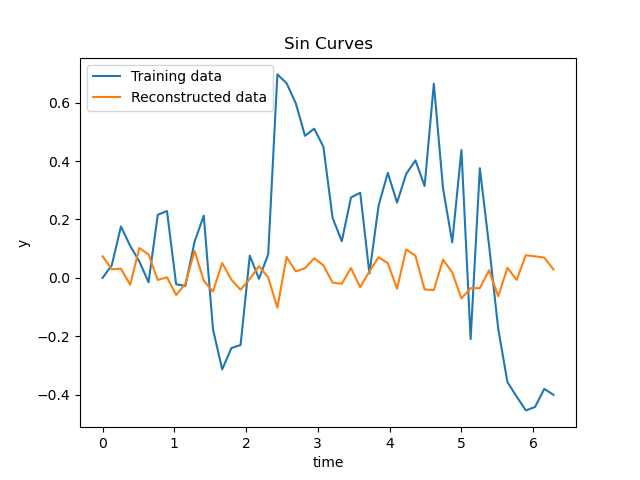 Sin Curves
Training data
Reconstructed data
y
0.6
0.4
0.2
0.0
−0.2
−0.4
0 1 2 3 4 5 6
time